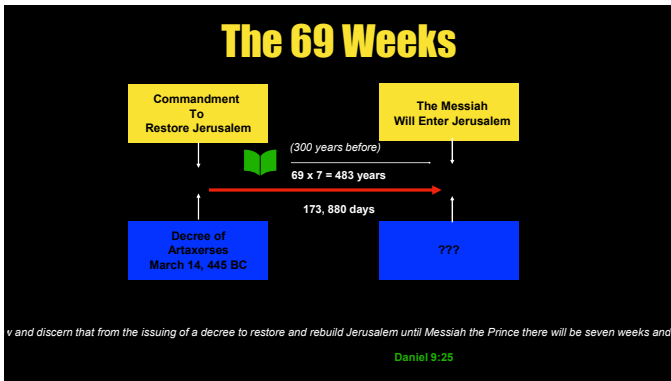 The 69 Weeks
Commandment
To
Restore Jerusalem
The Messiah
Will Enter Jerusalem
(300 years before)
69 x 7 = 483 years
173, 880 days
Decree of
Artaxerses
March 14, 445 BC
???
and discern that from the issuing of a decree to restore and rebuild Jerusalem until Messiah the Prince there will be seven weeks and
Daniel 9:25